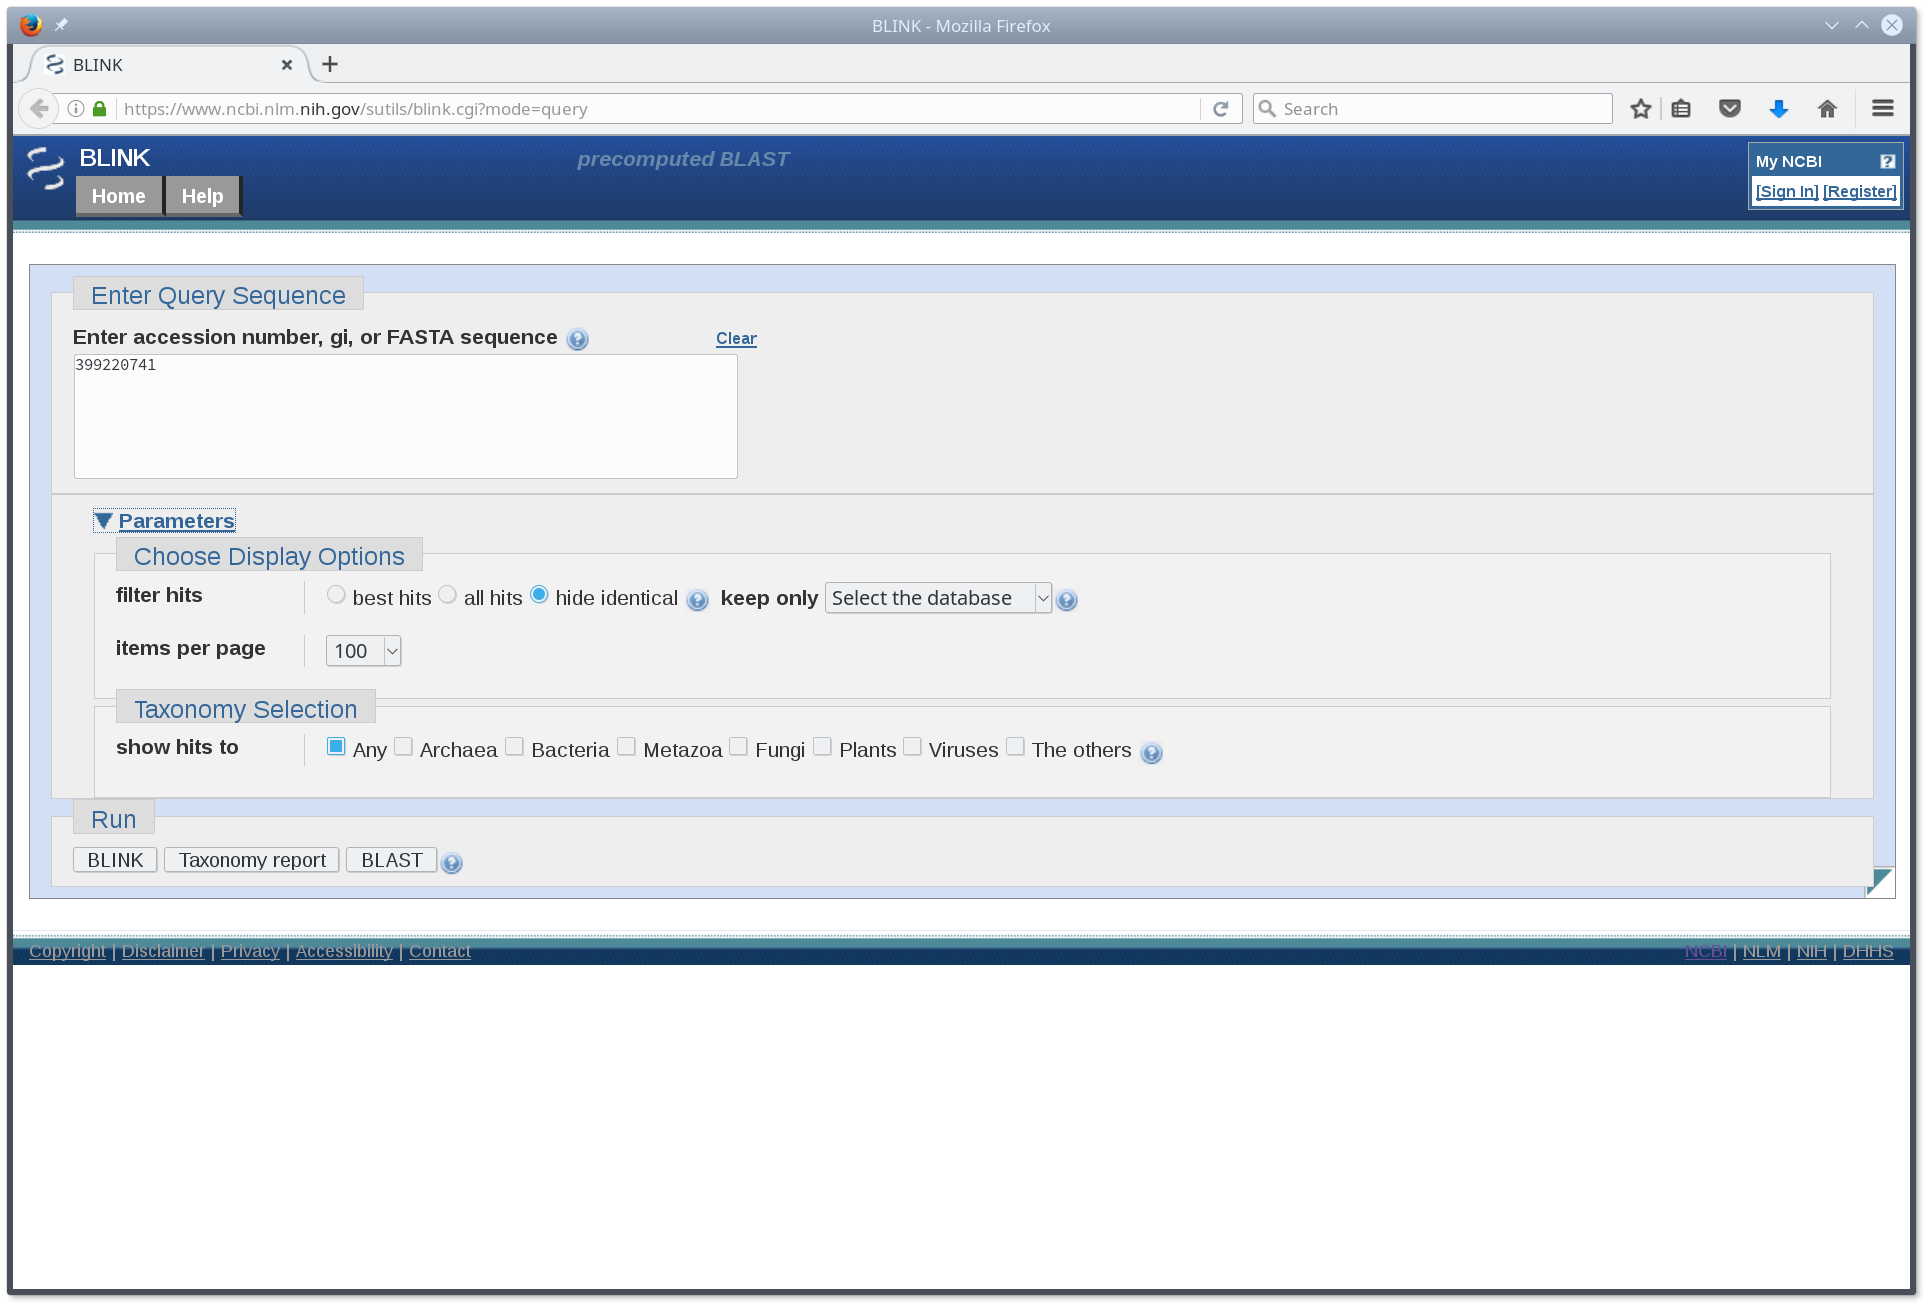 BLINK - Mozilla Firefox
BLINK
https://www.ncbi.nlm.nih.gov/sutils/blink.cgi?mode=query
Search
BLINK
precomputed BLAST
My NCBI ?
Home Help
[Sign In] [Register]
Enter Query Sequence
Enter accession number, gi, or FASTA sequence ? Clear
399220741
Parameters
Choose Display Options
filter hits best hits all hits hide identical ? keep only Select the database ?
items per page 100
Taxonomy Selection
show hits to Any Archaea Bacteria Metazoa Fungi Plants Viruses The others ?
Run
BLINK Taxonomy report BLAST ?
Copyright | Disclaimer | Privacy | Accessibility | Contact NCBI | NLM | NIH | DHHS